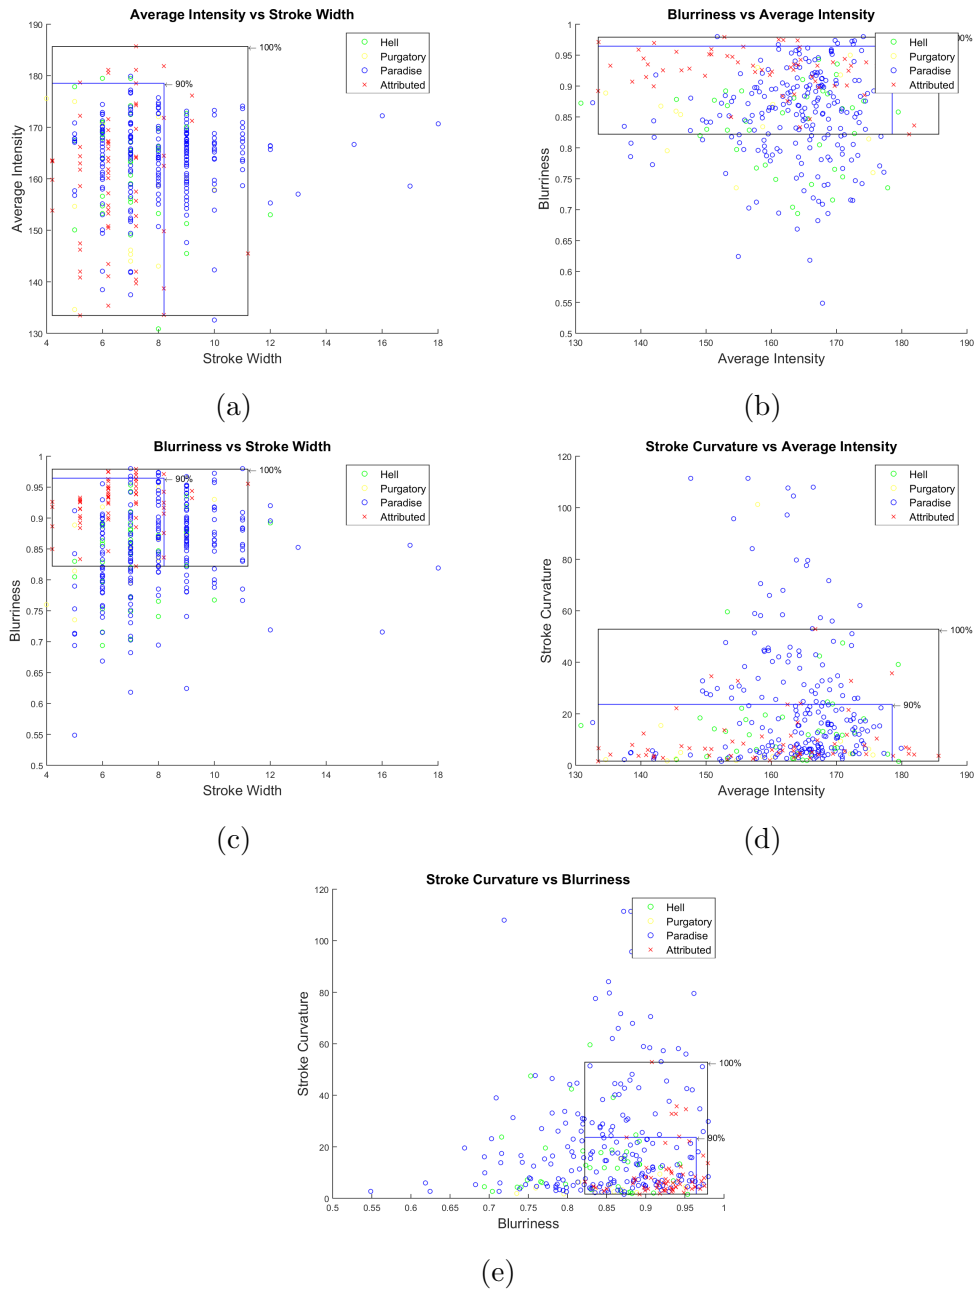 Average Intensity vs Stroke Width
190
180
170
160
150
140
130
4
6
8
10
12
14
16
18
Average Intensity
Stroke Width
Hell
Purgatory
Paradise
Attributed
100%
90%
(a)
Blurriness vs Average Intensity
1
0.95
0.9
0.85
0.8
0.75
0.7
0.65
0.6
0.55
0.5
130
140
150
160
170
180
190
Blurriness
Average Intensity
Hell
Purgatory
Paradise
Attributed
0%
(b)
Blurriness vs Stroke Width
1
0.95
0.9
0.85
0.8
0.75
0.7
0.65
0.6
0.55
0.5
4
6
8
10
12
14
16
18
Blurriness
Stroke Width
Hell
Purgatory
Paradise
Attributed
100%
90%
(c)
Stroke Curvature vs Average Intensity
120
100
80
60
40
20
0
130
140
150
160
170
180
190
Stroke Curvature
Average Intensity
Hell
Purgatory
Paradise
Attributed
100%
90%
(d)
Stroke Curvature vs Blurriness
120
100
80
60
40
20
0
0.5
0.55
0.6
0.65
0.7
0.75
0.8
0.85
0.9
0.95
1
Stroke Curvature
Blurriness
Hell
Purgatory
Paradise
Attributed
100%
90%
(e)